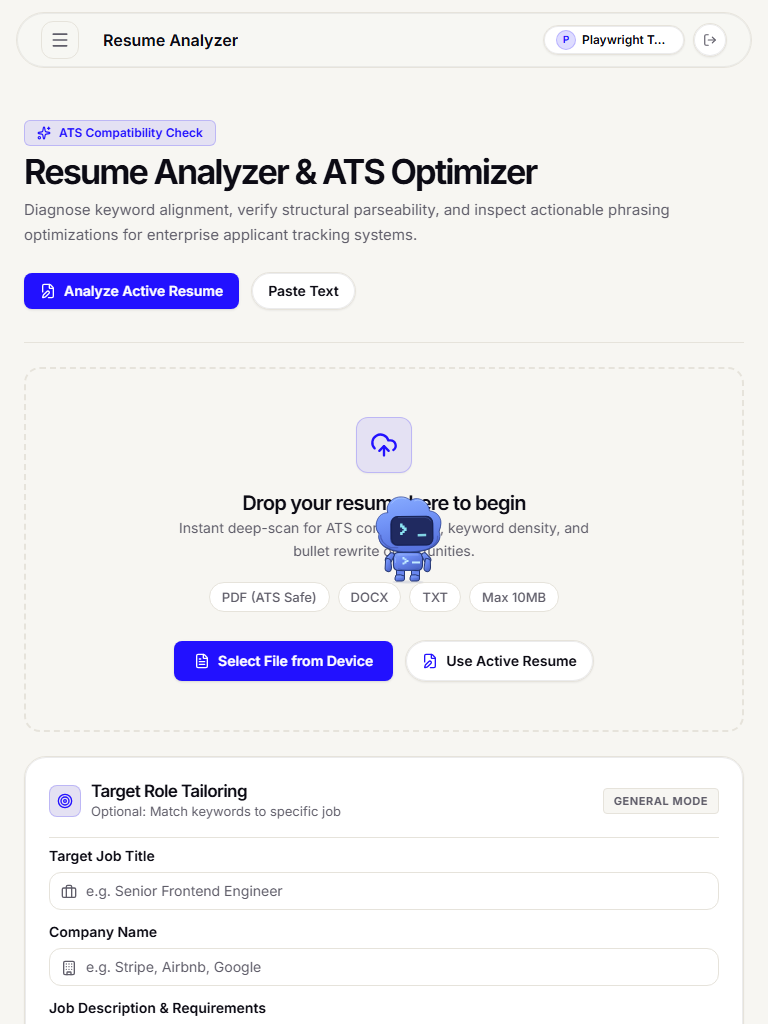 Resume Analyzer
P Playwright T...
ATS Compatibility Check
Resume Analyzer & ATS Optimizer
Diagnose keyword alignment, verify structural parseability, and inspect actionable phrasing
optimizations for enterprise applicant tracking systems.
Analyze Active Resume
Paste Text
Drop your resum ere to begin
Instant deep-scan for ATS co , keyword density, and
bullet rewrite unities.
PDF (ATS Safe)
DOCX
TXT
Max 10MB
Select File from Device
Use Active Resume
Target Role Tailoring
Optional: Match keywords to specific job
GENERAL MODE
Target Job Title
e.g. Senior Frontend Engineer
Company Name
e.g. Stripe, Airbnb, Google
Job Description & Requirements